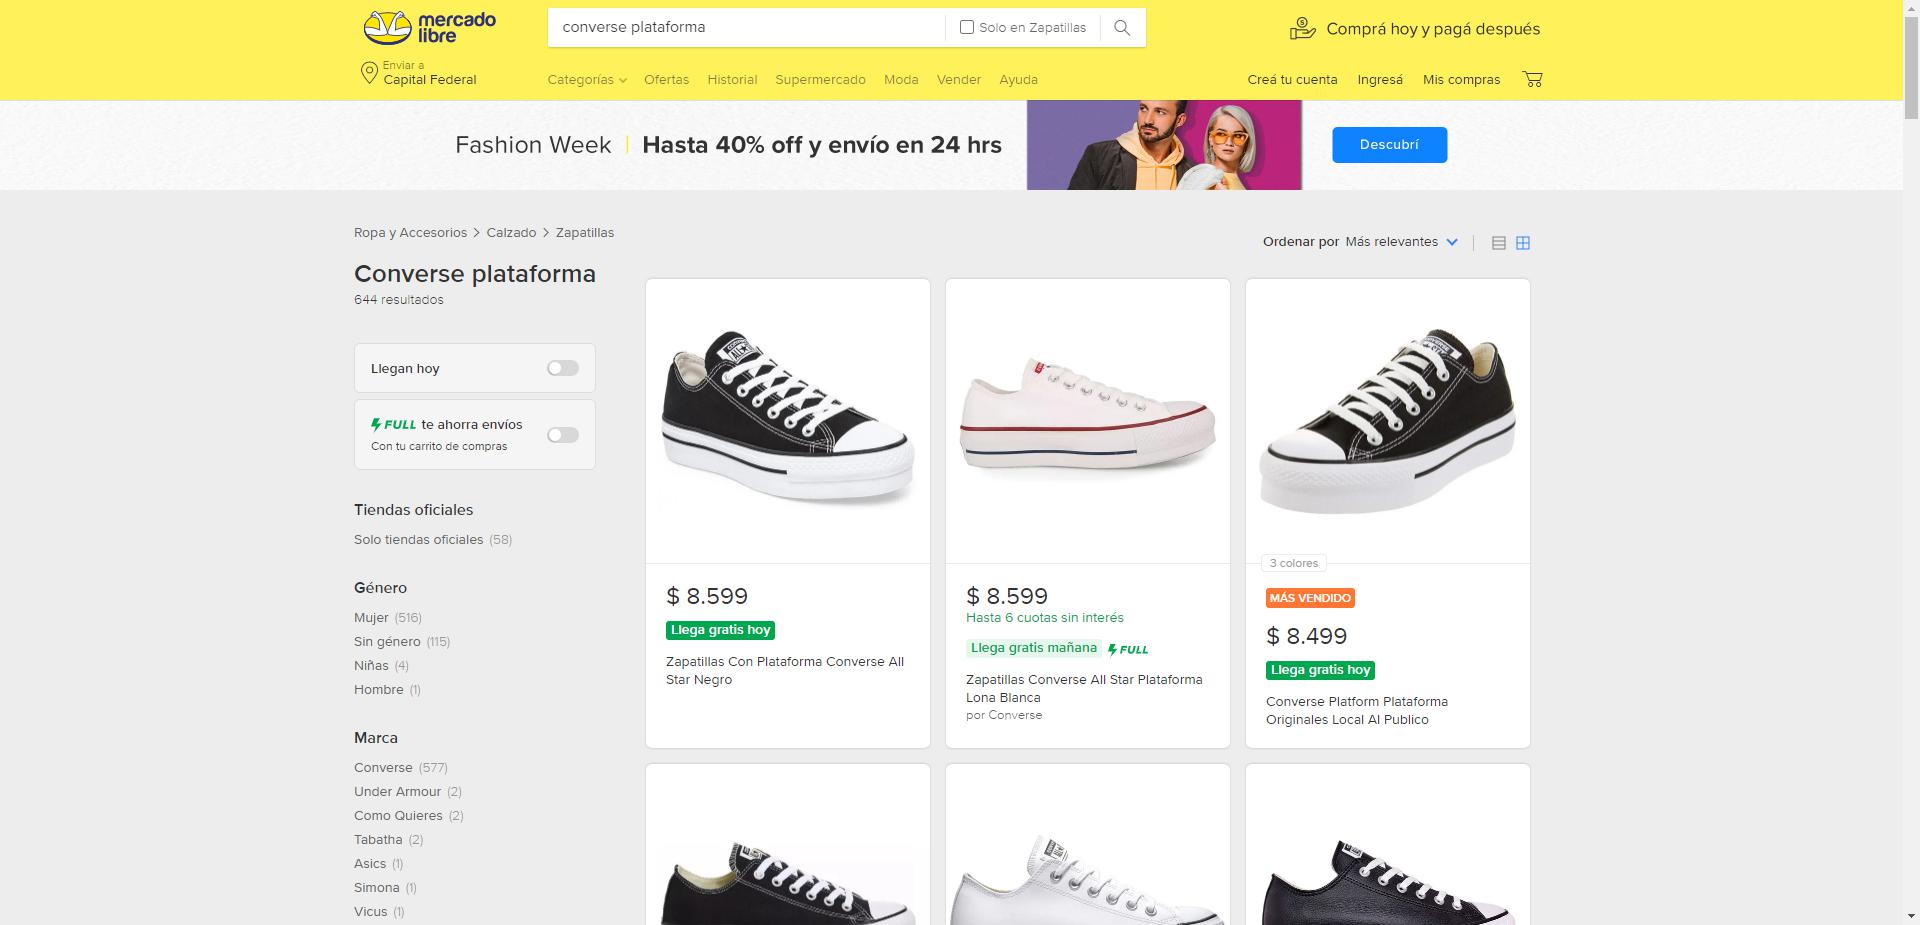 mercado
libre
converse plataforma
Solo en Zapatillas
Comprá hoy y pagá después
Enviar a
Capital Federal
Categorías
Ofertas
Historial
Supermercado
Moda
Vender
Ayuda
Creá tu cuenta
Ingresá
Mis compras
Fashion Week
Hasta 40% off y envío en 24 hrs
Descubrí
Ropa y Accesorios > Calzado > Zapatillas
Ordenar por Más relevantes
Converse plataforma
644 resultados
Llegan hoy
FULL te ahorra envíos
Con tu carrito de compras
Tiendas oficiales
Solo tiendas oficiales (58)
Género
Mujer (516)
Sin género (115)
Niñas (4)
Hombre (1)
Marca
Converse (577)
Under Armour (2)
Como Quieres (2)
Tabatha (2)
Asics (1)
Simona (1)
Vicus (1)
$ 8.599
Llega gratis hoy
Zapatillas Con Plataforma Converse All
Star Negro
$ 8.599
Hasta 6 cuotas sin interés
Llega gratis mañana FULL
Zapatillas Converse All Star Plataforma
Lona Blanca
por Converse
3 colores
MÁS VENDIDO
$ 8.499
Llega gratis hoy
Converse Platform Plataforma
Originales Local Al Publico